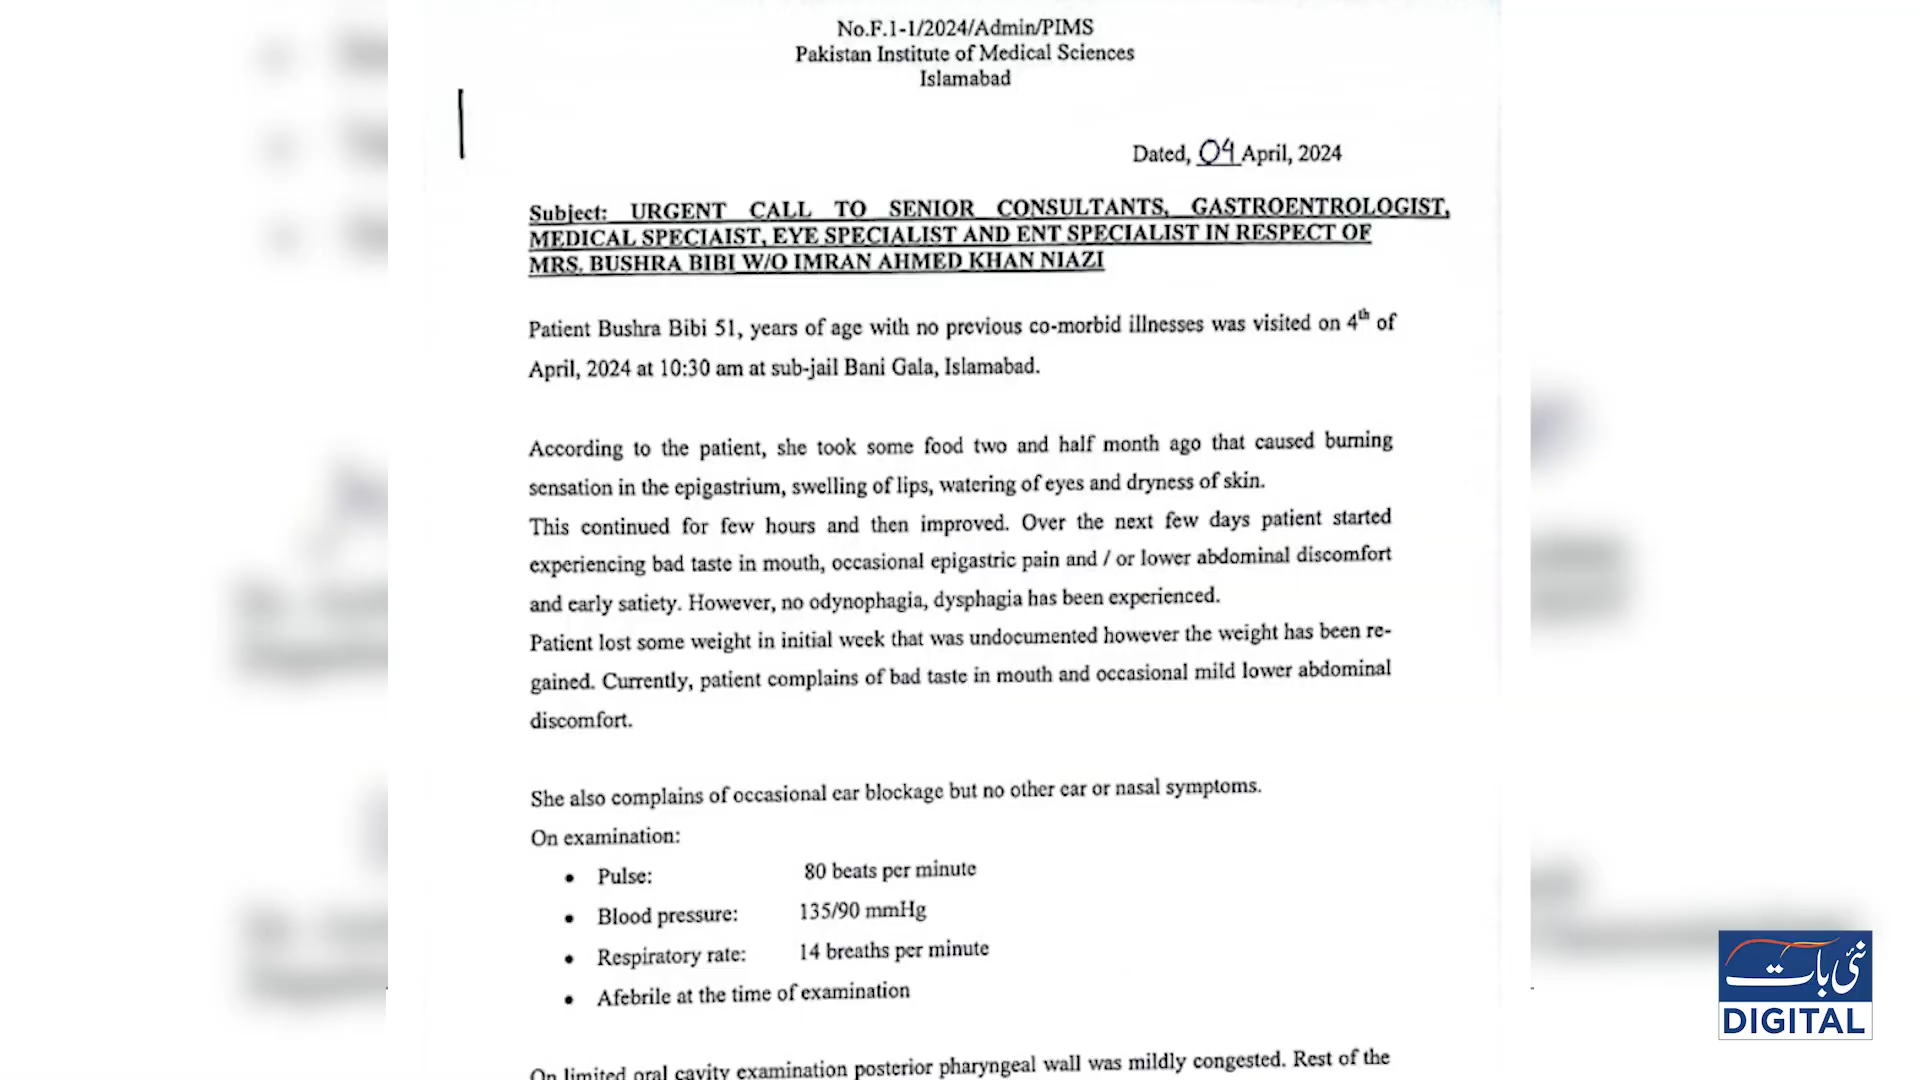 No.F.1-1/2024/Admin/PIMS
Pakistan Institute of Medical Sciences
Islamabad
Dated, 04 April, 2024
Subject: URGENT CALL TO SENIOR CONSULTANTS, GASTROENTROLOGIST,
MEDICAL SPECIAIST, EYE SPECIALIST AND ENT SPECIALIST IN RESPECT OF
MRS. BUSHRA BIBI W/O IMRAN AHMED KHAN NIAZI
Patient Bushra Bibi 51, years of age with no previous co-morbid illnesses was visited on 4th of
April, 2024 at 10:30 am at sub-jail Bani Gala, Islamabad.
According to the patient, she took some food two and half month ago that caused burning
sensation in the epigastrium, swelling of lips, watering of eyes and dryness of skin.
This continued for few hours and then improved. Over the next few days patient started
experiencing bad taste in mouth, occasional epigastric pain and / or lower abdominal discomfort
and early satiety. However, no odynophagia, dysphagia has been experienced.
Patient lost some weight in initial week that was undocumented however the weight has been re-
gained. Currently, patient complains of bad taste in mouth and occasional mild lower abdominal
discomfort.
She also complains of occasional ear blockage but no other ear or nasal symptoms.
On examination:
• Pulse: 80 beats per minute
• Blood pressure: 135/90 mmHg
• Respiratory rate: 14 breaths per minute
• Afebrile at the time of examination
On limited oral cavity examination posterior pharyngeal wall was mildly congested. Rest of the
نئی بات
DIGITAL